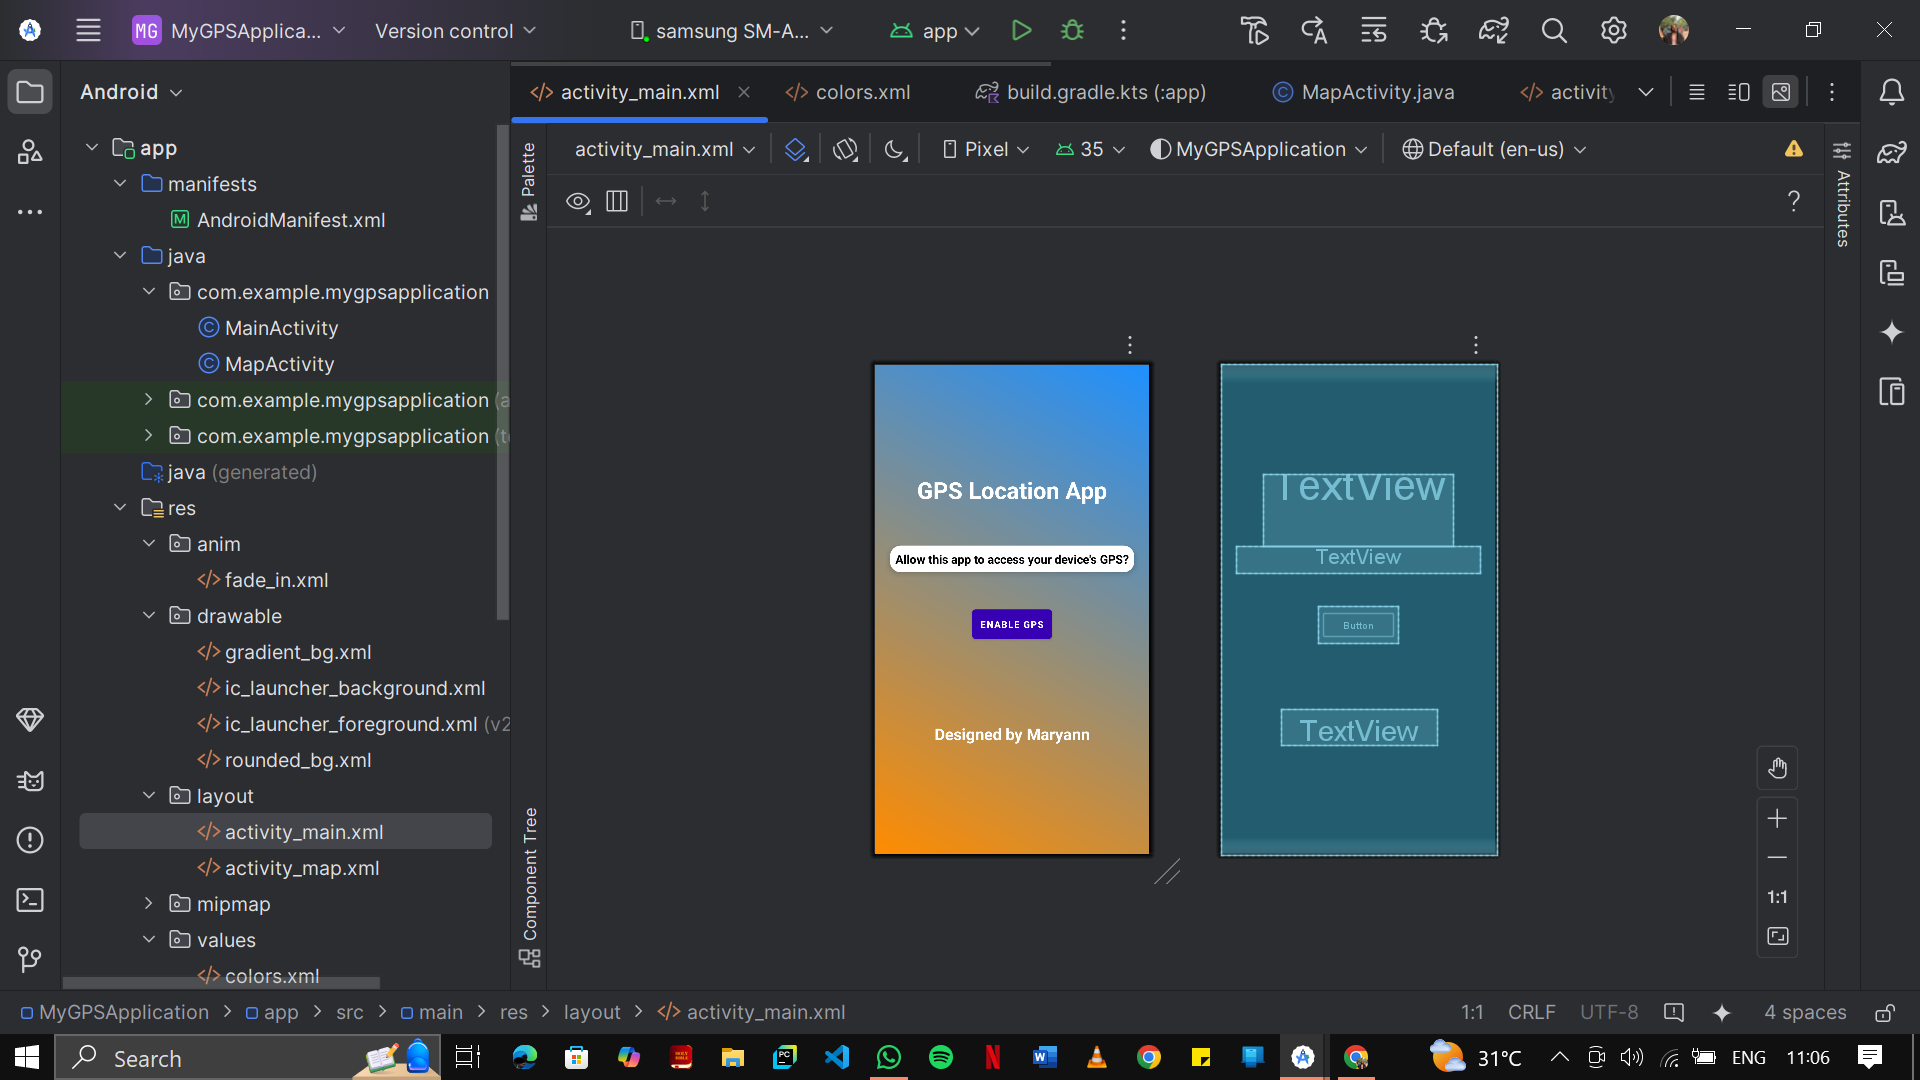 MG MyGPSApplica... Version control samsung SM-A... app
Android
activity_main.xml colors.xml build.gradle.kts (:app) MapActivity.java activity
activity_main.xml Pixel 35 MyGPSApplication Default (en-us)
Palette
Attributes
Component Tree
app
manifests
AndroidManifest.xml
java
com.example.mygpsapplication
MainActivity
MapActivity
com.example.mygpsapplication (a
com.example.mygpsapplication (te
java (generated)
res
anim
fade_in.xml
drawable
gradient_bg.xml
ic_launcher_background.xml
ic_launcher_foreground.xml (v2
rounded_bg.xml
layout
activity_main.xml
activity_map.xml
mipmap
values
colors.xml
GPS Location App
Allow this app to access your device's GPS?
ENABLE GPS
Designed by Maryann
TextView
TextView
Button
TextView
1:1
MyGPSApplication > app > src > main > res > layout > activity_main.xml
1:1 CRLF UTF-8 4 spaces
Search
31°C ENG 11:06